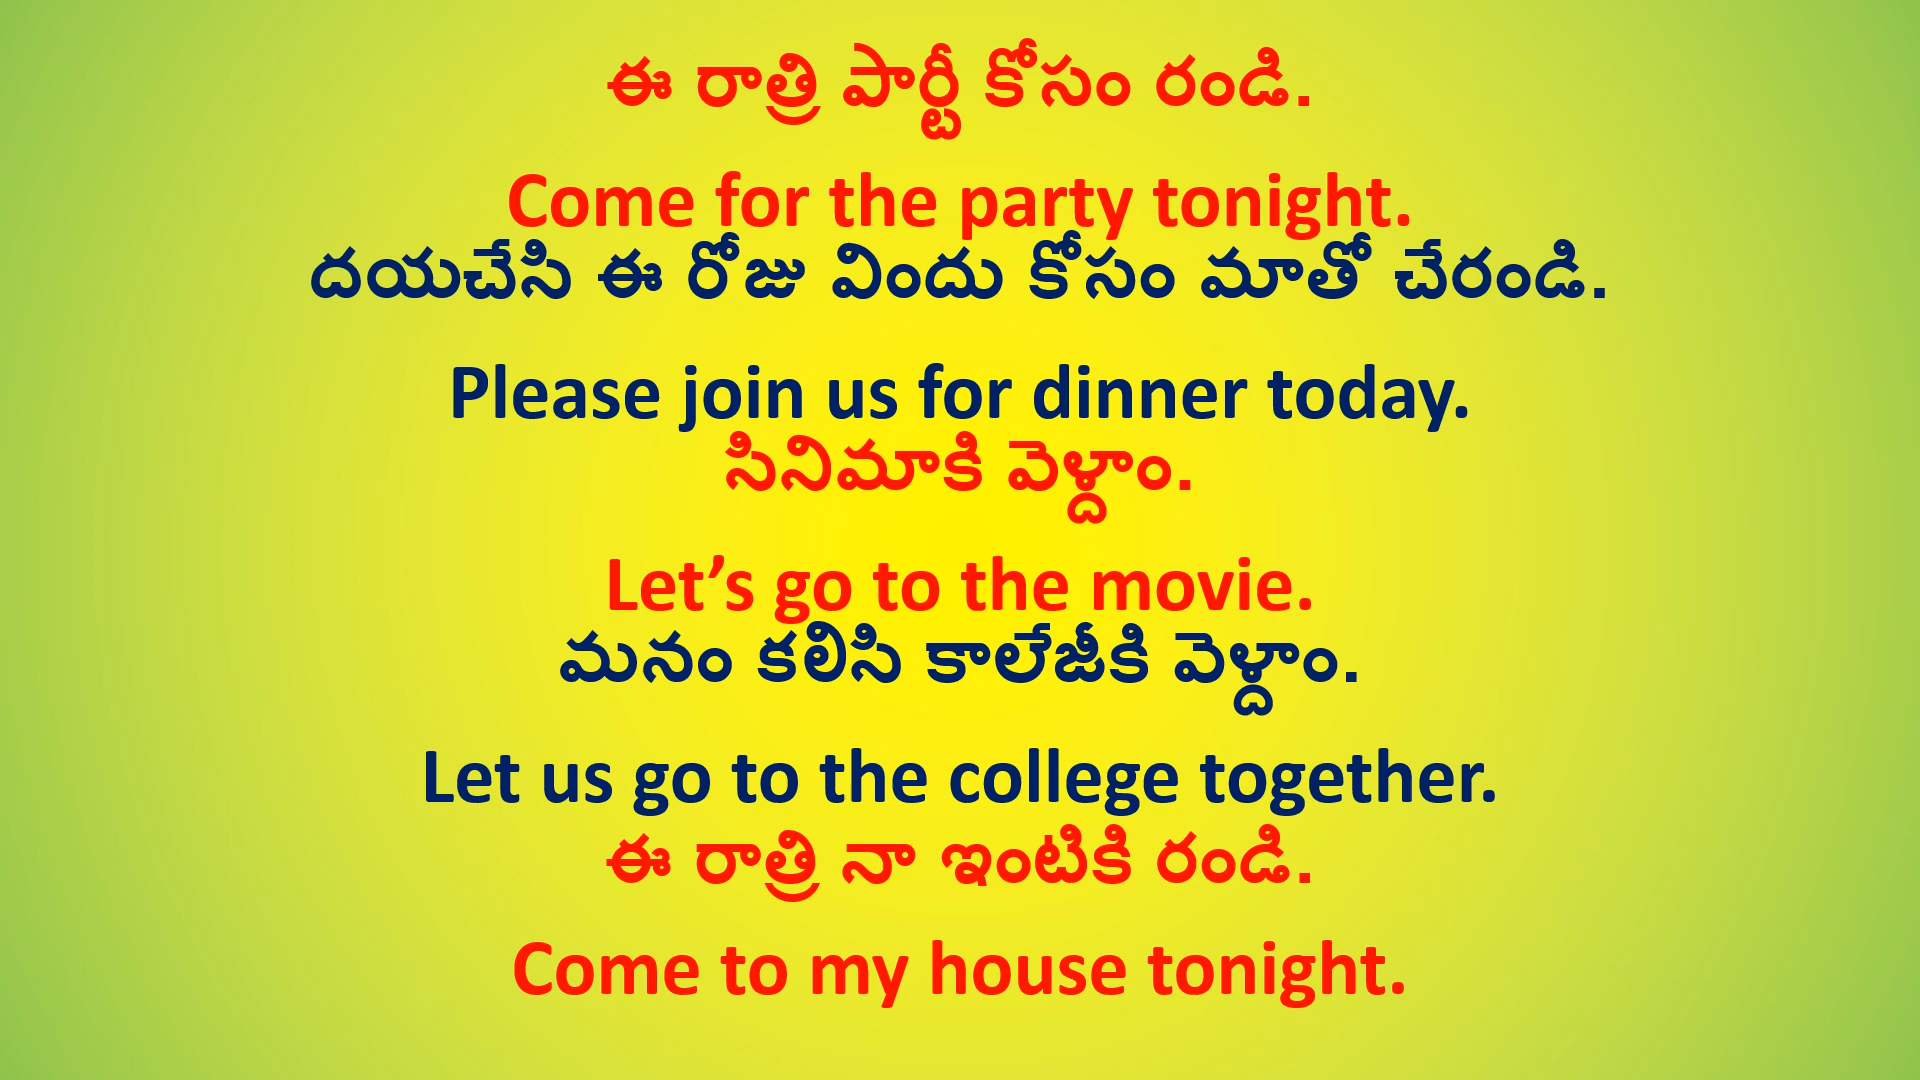 ఈ రాత్రి పార్టీ కోసం రండి.
Come for the party tonight.
దయచేసి ఈ రోజు విందు కోసం మాతో చేరండి.
Please join us for dinner today.
సినిమాకి వెళ్దాం.
Let’s go to the movie.
మనం కలిసి కాలేజీకి వెళ్దాం.
Let us go to the college together.
ఈ రాత్రి నా ఇంటికి రండి.
Come to my house tonight.